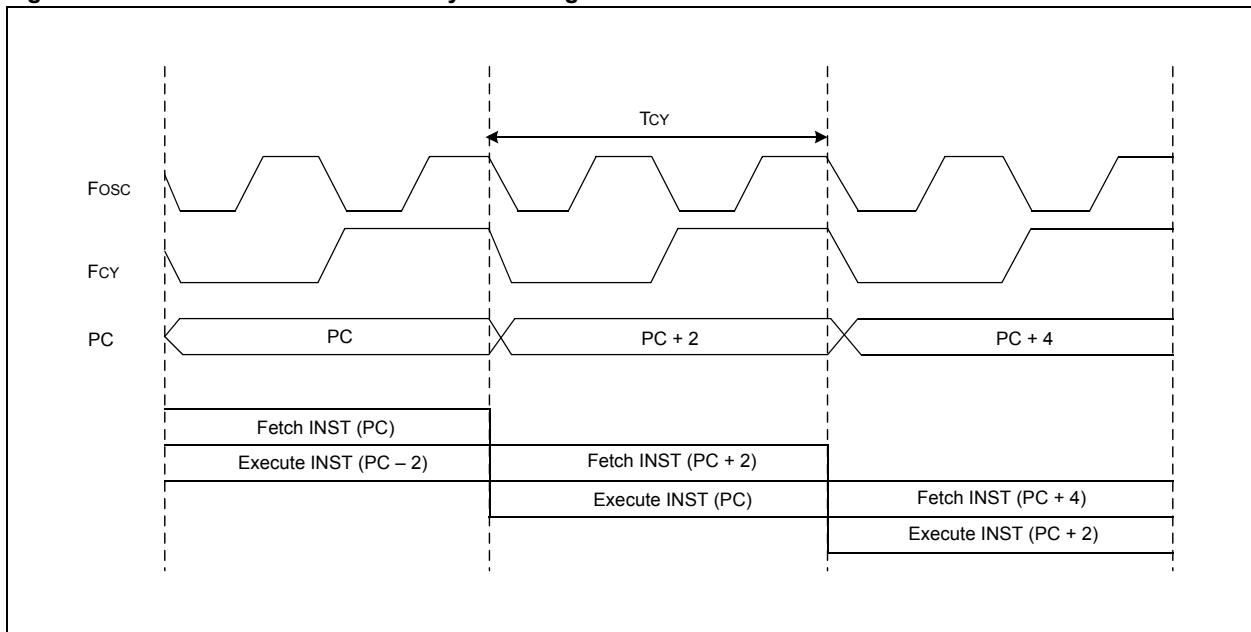 TCY
FOSC
FCY
PC PC PC + 2 PC + 4
Fetch INST (PC)
Execute INST (PC – 2) Fetch INST (PC + 2)
Execute INST (PC) Fetch INST (PC + 4)
Execute INST (PC + 2)